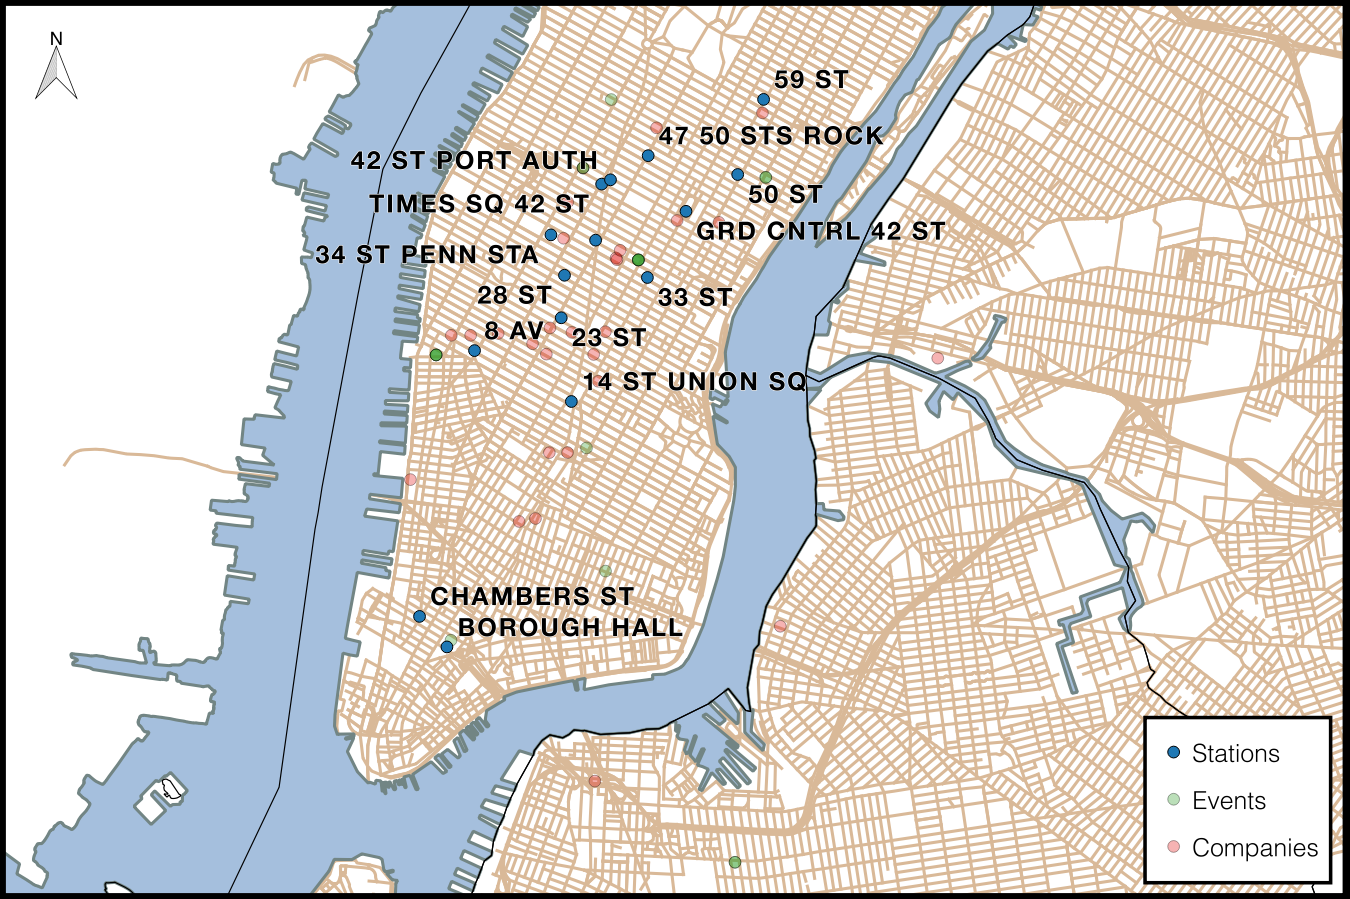 N
59 ST
47 50 STS ROCK
42 ST PORT AUTH
50 ST
TIMES SQ 42 ST
GRD CNTRL 42 ST
34 ST PENN STA
28 ST
33 ST
8 AV
23 ST
14 ST UNION SQ
CHAMBERS ST
BOROUGH HALL
Stations
Events
Companies